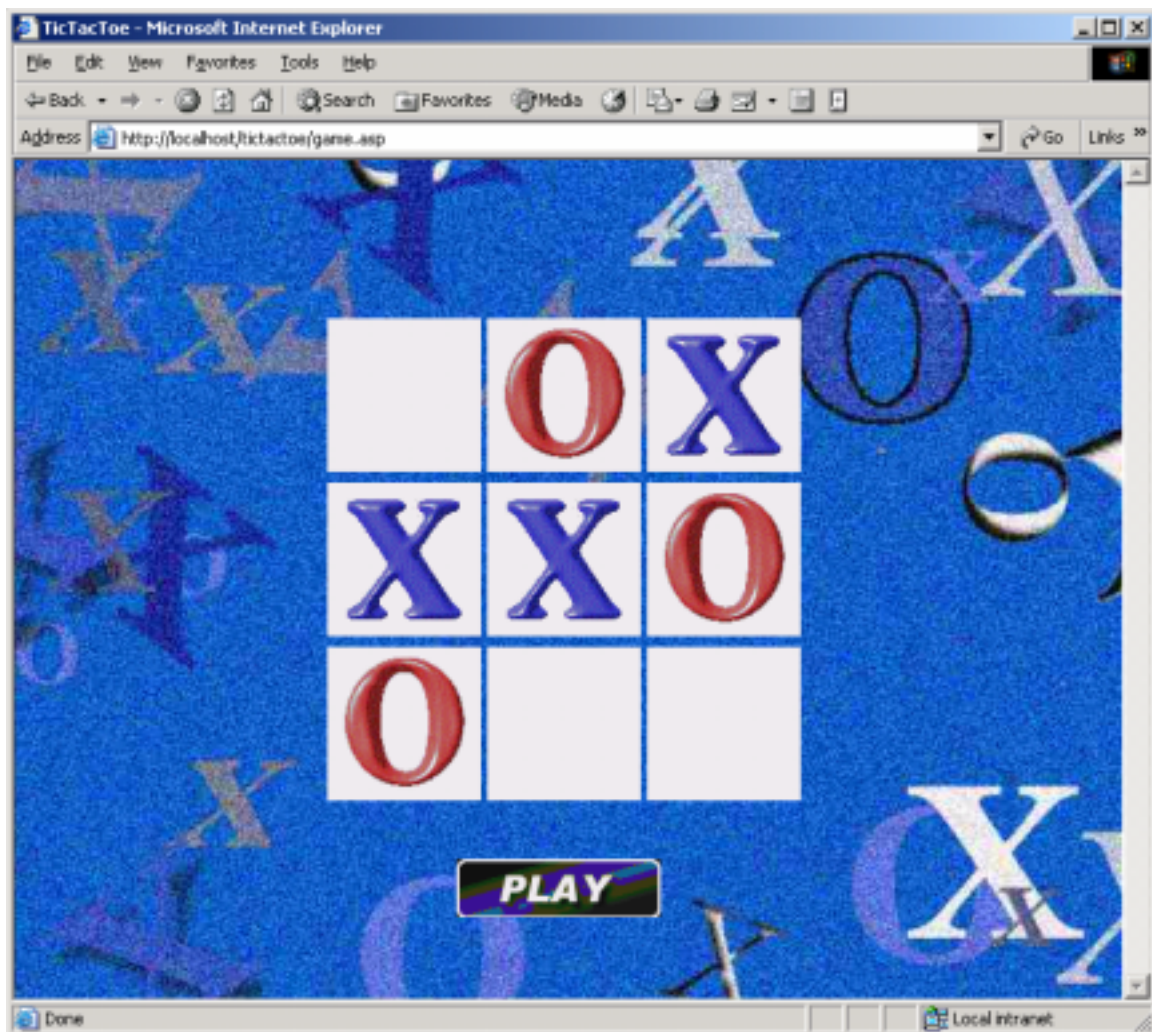 TicTacToe - Microsoft Internet Explorer
File Edit View Favorites Tools Help
Back Search Favorites Media
Address http://localhost/tictactoe/game.asp Go Links »
O X
X X O
O
PLAY
Done Local intranet